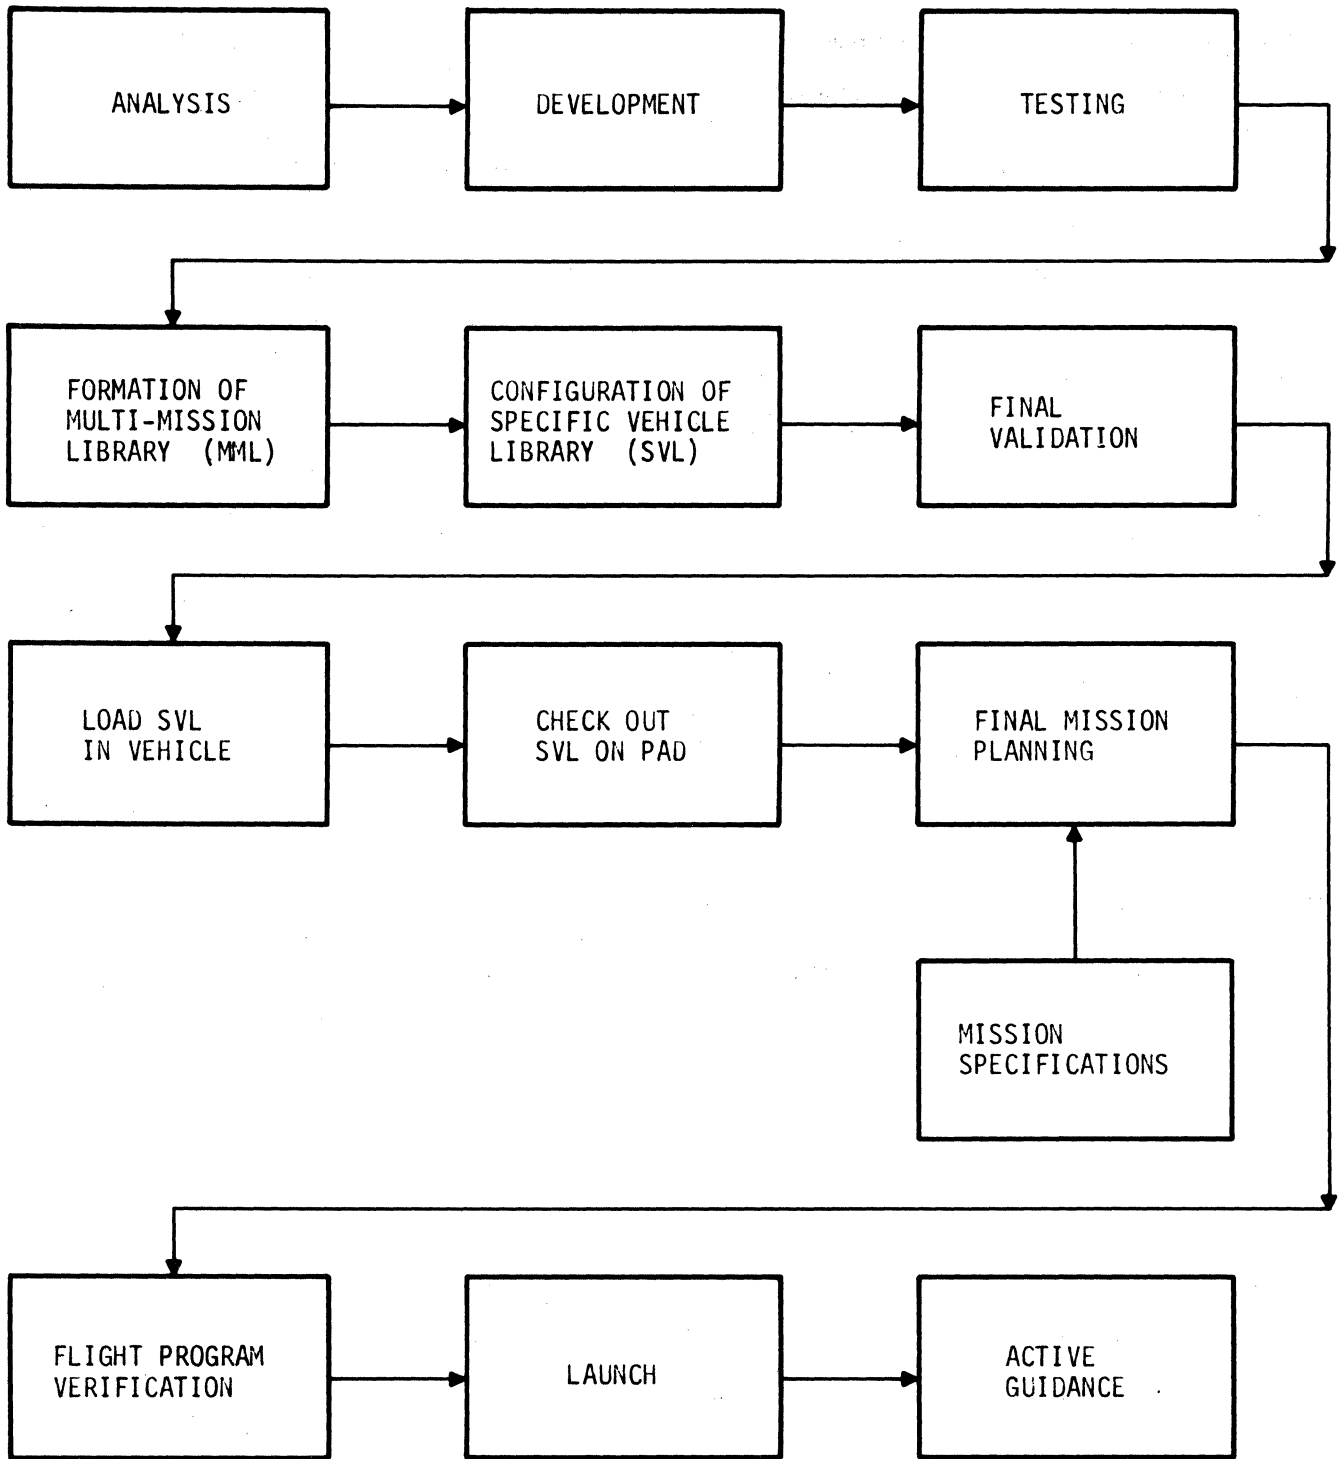 ANALYSIS
DEVELOPMENT
TESTING
FORMATION OF
MULTI-MISSION
LIBRARY (MML)
CONFIGURATION OF
SPECIFIC VEHICLE
LIBRARY (SVL)
FINAL
VALIDATION
LOAD SVL
IN VEHICLE
CHECK OUT
SVL ON PAD
FINAL MISSION
PLANNING
MISSION
SPECIFICATIONS
FLIGHT PROGRAM
VERIFICATION
LAUNCH
ACTIVE
GUIDANCE